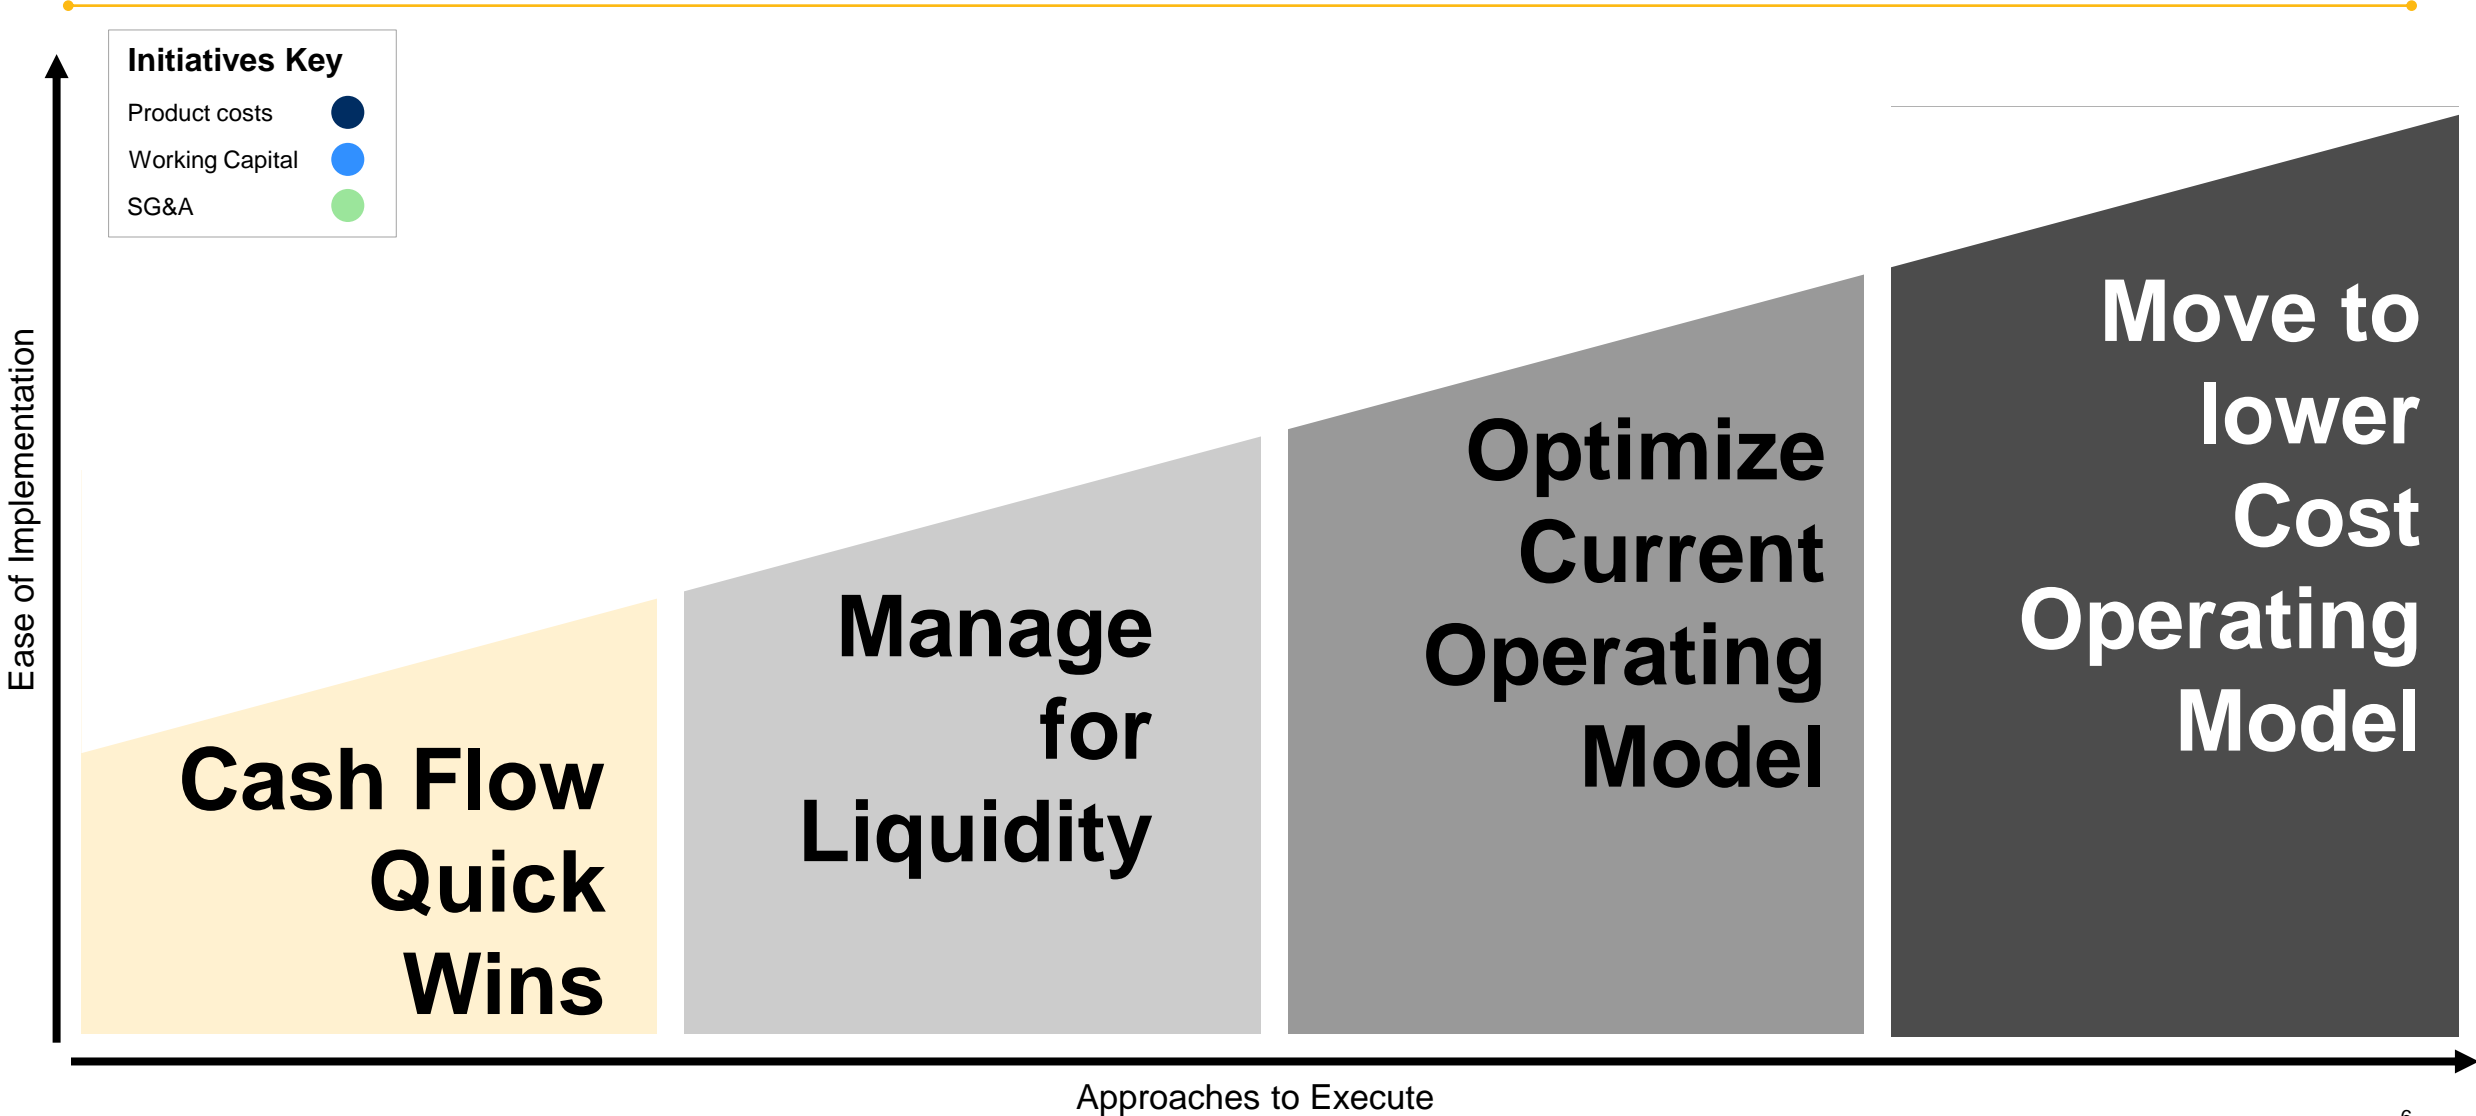 Initiatives Key
Product costs
Working Capital
SG&A
Ease of Implementation
Cash Flow
Quick
Wins
Manage
for
Liquidity
Optimize
Current
Operating
Model
Move to
lower
Cost
Operating
Model
Approaches to Execute
6